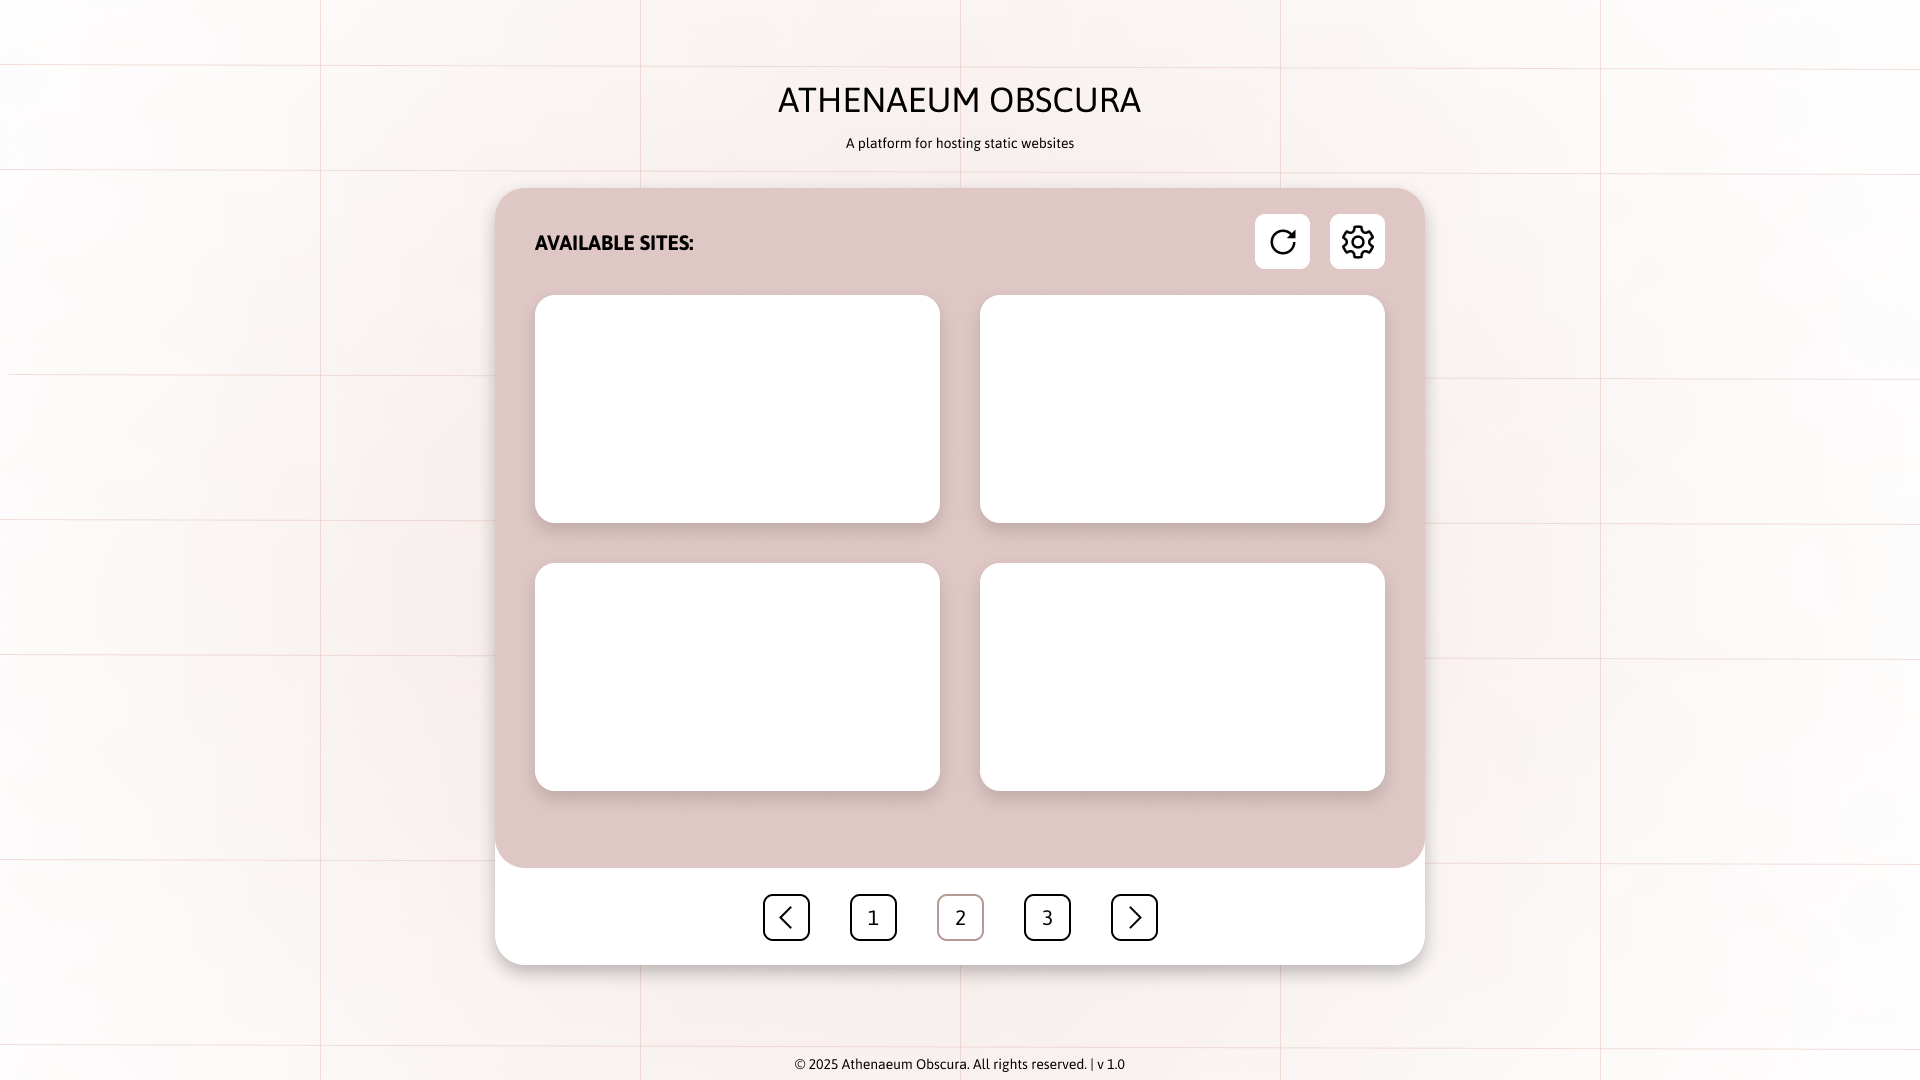 ATHENAEUM OBSCURA
A platform for hosting static websites
AVAILABLE SITES:
1 2 3
© 2025 Athenaeum Obscura. All rights reserved. | v 1.0